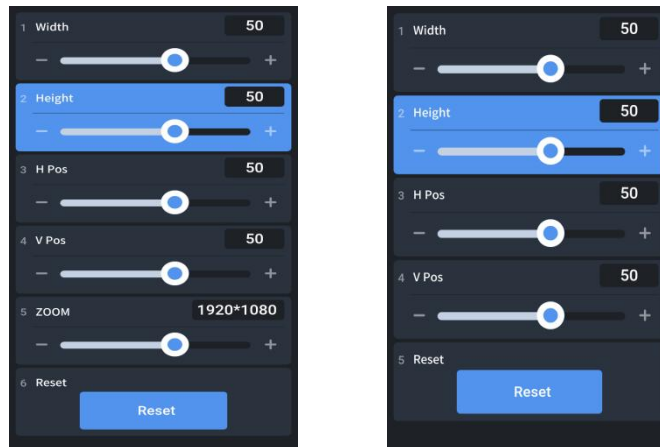 1 Width 50
− +
2 Height 50
− +
3 H Pos 50
− +
4 V Pos 50
− +
5 ZOOM 1920*1080
− +
6 Reset
Reset
1 Width 50
− +
2 Height 50
− +
3 H Pos 50
− +
4 V Pos 50
− +
5 Reset
Reset